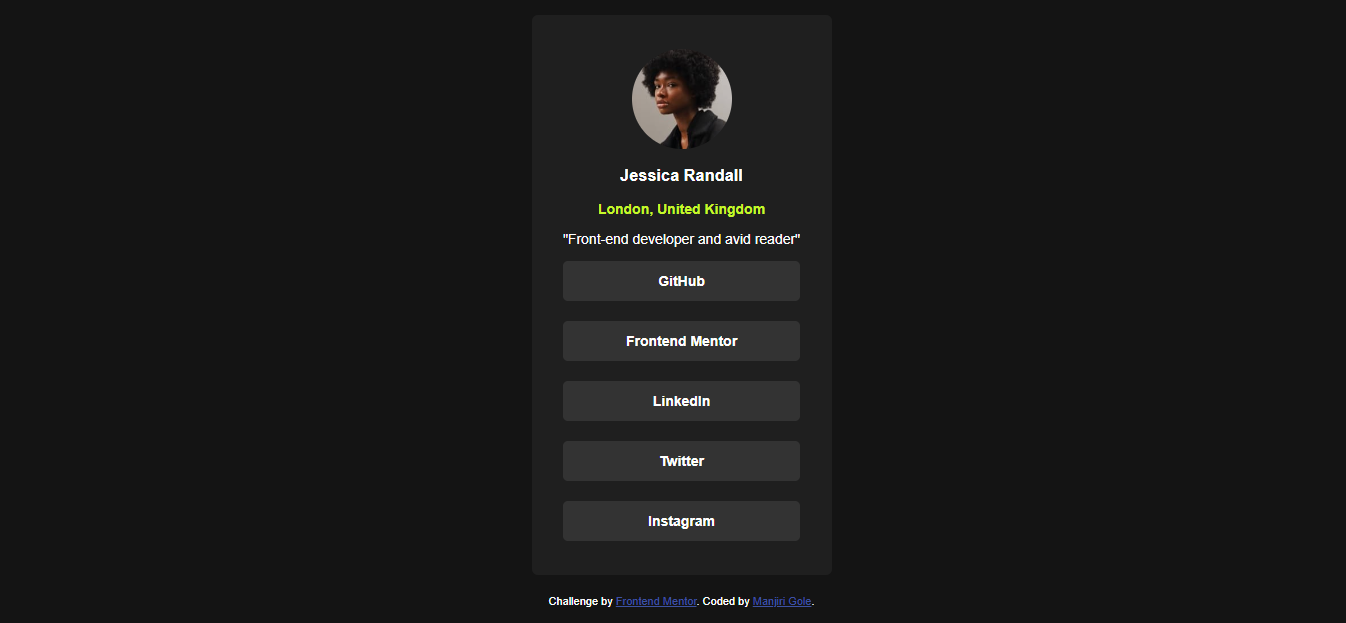 Jessica Randall
London, United Kingdom
"Front-end developer and avid reader"
GitHub
Frontend Mentor
LinkedIn
Twitter
Instagram
Challenge by Frontend Mentor. Coded by Manjiri Gole.